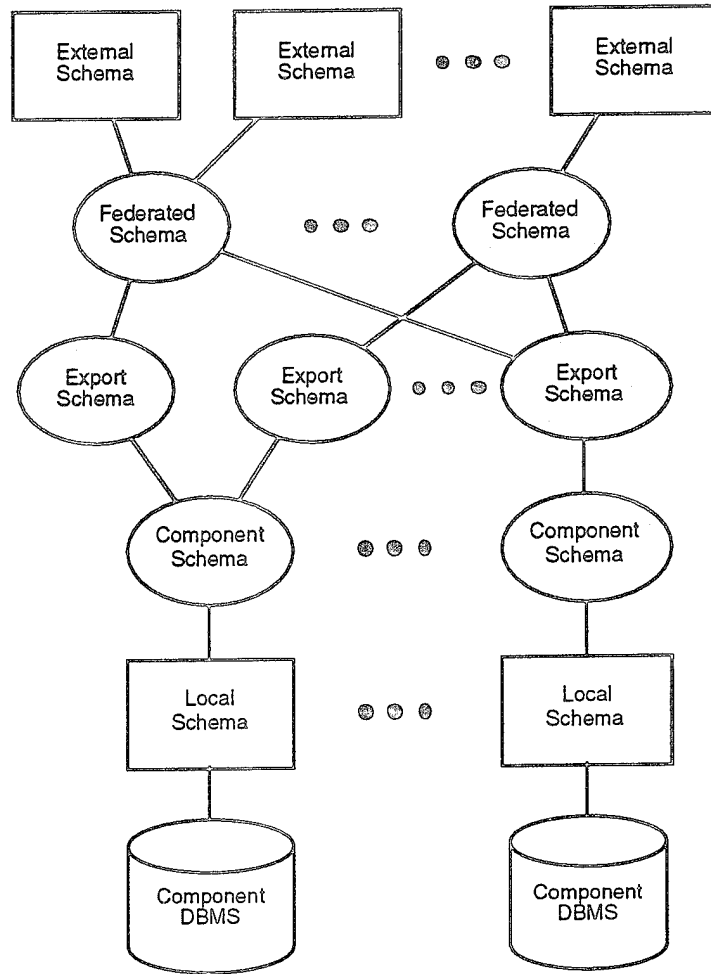 External
Schema
External
Schema
External
Schema
Federated
Schema
Federated
Schema
Export
Schema
Export
Schema
Export
Schema
Component
Schema
Component
Schema
Local
Schema
Local
Schema
Component
DBMS
Component
DBMS